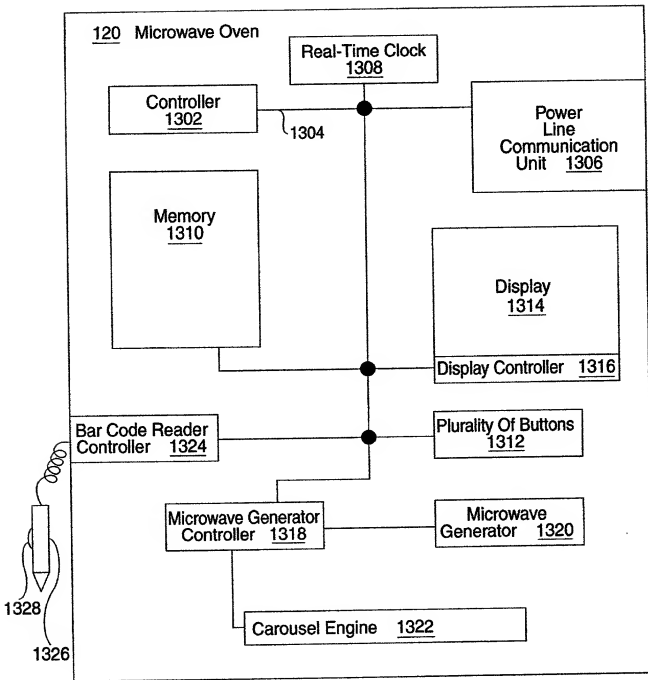 120 Microwave Oven
Real-Time Clock
1308
Controller
1302
1304
Power
Line
Communication
Unit 1306
Memory
1310
Display
1314
Display Controller 1316
Bar Code Reader
Controller 1324
Plurality Of Buttons
1312
Microwave Generator
Controller 1318
Microwave
Generator 1320
1328
1326
Carousel Engine 1322